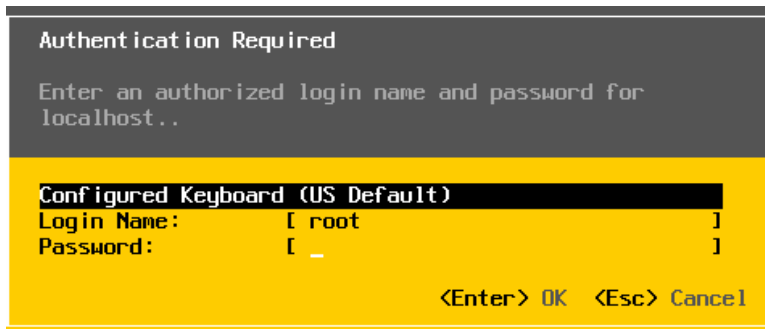 Authentication Required
Enter an authorized login name and password for
localhost..
Configured Keyboard (US Default)
Login Name: [ root ]
Password: [ _ ]
<Enter> OK <Esc> Cancel